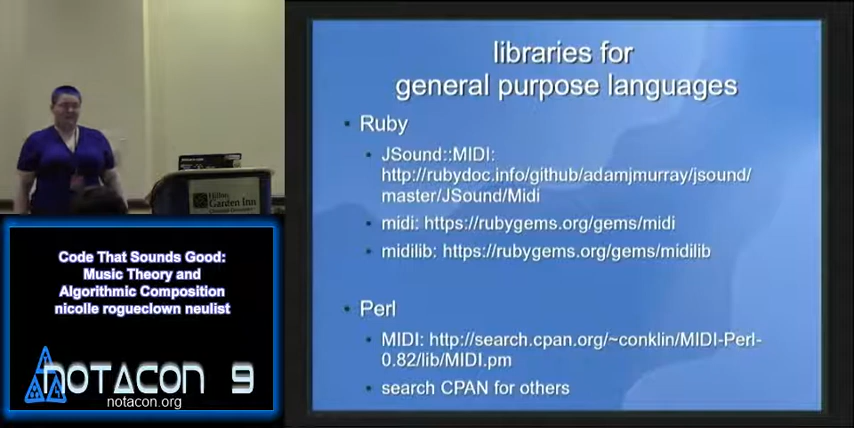 libraries for
general purpose languages
Ruby
JSound::MIDI:
http://rubydoc.info/github/adamjmurray/jsound/
master/JSound/Midi
midi: https://rubygems.org/gems/midi
midilib: https://rubygems.org/gems/midilib
Perl
MIDI: http://search.cpan.org/~conklin/MIDI-Perl-
0.82/lib/MIDI.pm
search CPAN for others
Hilton
Garden Inn
Code That Sounds Good:
Music Theory and
Algorithmic Composition
nicolle rogueclown neulist
notacon 9
notacon.org